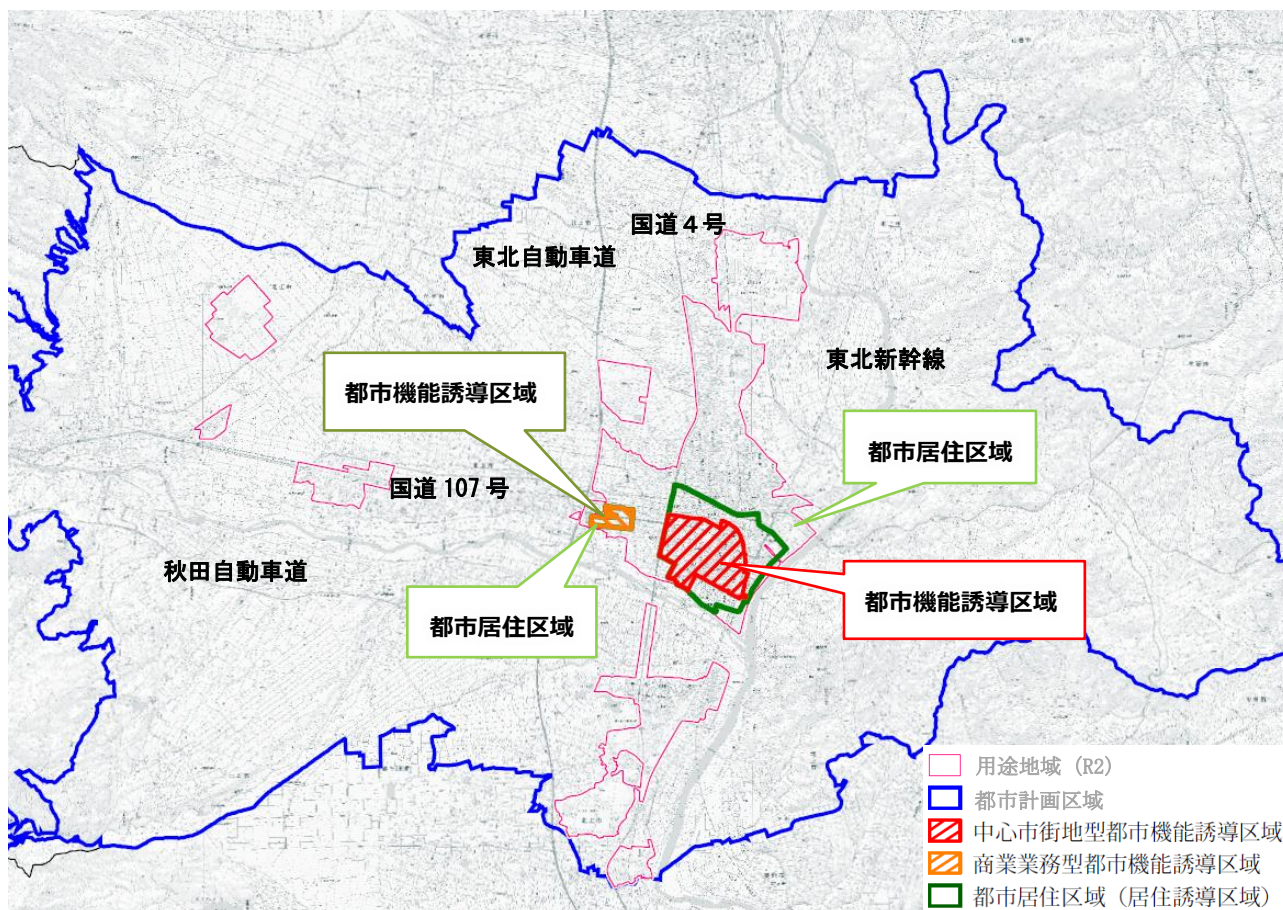 国道４号
東北自動車道
東北新幹線
都市機能誘導区域
都市居住区域
国道 107 号
秋田自動車道
都市機能誘導区域
都市居住区域
用途地域（R2）
都市計画区域
中心市街地型都市機能誘導区域
商業業務型都市機能誘導区域
都市居住区域（居住誘導区域）